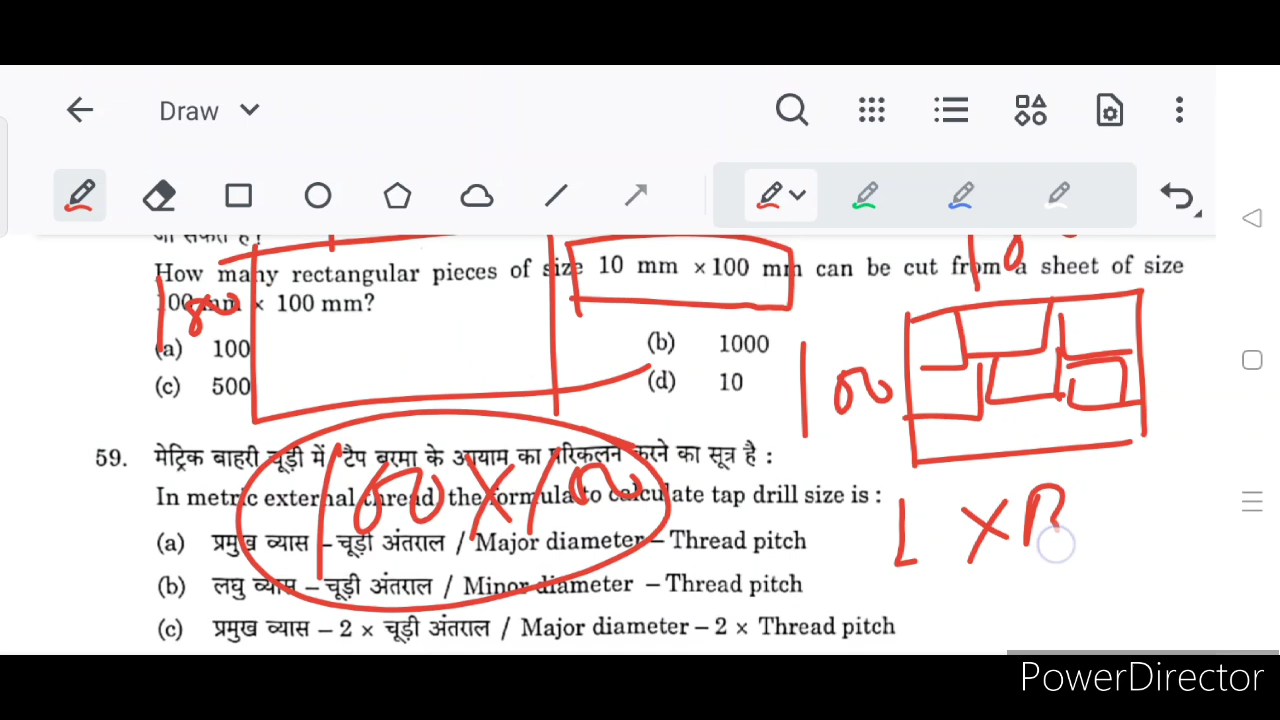 Draw
जा सकते हैं?
How many rectangular pieces of size 10 mm × 100 mm can be cut from a sheet of size
100 mm × 100 mm?
(a) 100
(b) 1000
(c) 500
(d) 10
100
100
59. मेट्रिक बाहरी चूड़ी में टैप बरमा के आयाम का परिकलन करने का सूत्र है :
In metric external thread, the formula to calculate tap drill size is :
100 X 100
L X B
(a) प्रमुख व्यास – चूड़ी अंतराल / Major diameter – Thread pitch
(b) लघु व्यास – चूड़ी अंतराल / Minor diameter – Thread pitch
(c) प्रमुख व्यास – 2 × चूड़ी अंतराल / Major diameter – 2 × Thread pitch
PowerDirector